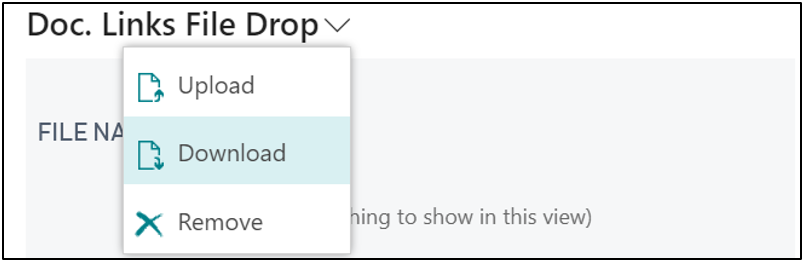 Doc. Links File Drop
Upload
FILE NA
Download
hing to show in this view)
Remove